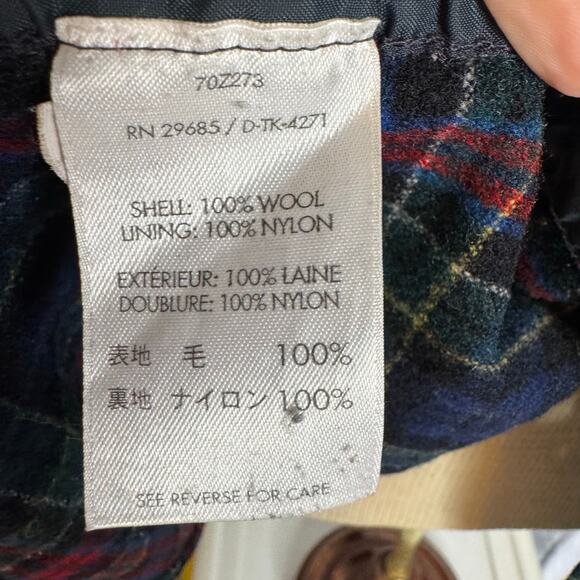 70Z273
RN 29685 / D-TK-4271
SHELL: 100% WOOL
LINING: 100% NYLON
EXTÉRIEUR: 100% LAINE
DOUBLURE: 100% NYLON
表地 毛 100%
裏地 ナイロン 100%
SEE REVERSE FOR CARE